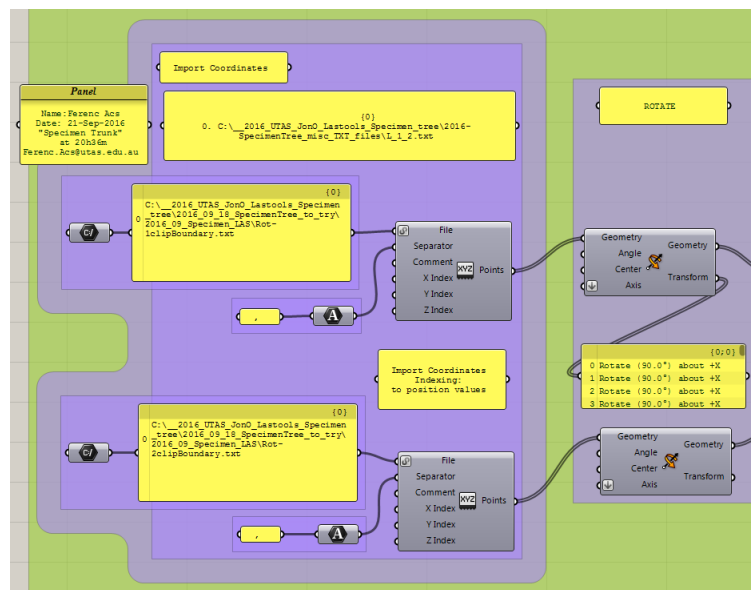 Import Coordinates
Panel
Name:Ferenc Acs
Date: 21-Sep-2016
"Specimen Trunk"
at 20h36m
Ferenc.Acs@utas.edu.au
{0}
0. C:\__2016_UTAS_JonO_Lastools_Specimen_tree\2016-
SpecimenTree_misc_TXT_files\L_1_2.txt
ROTATE
{0}
0 C:\__2016_UTAS_JonO_Lastools_Specimen
_tree\2016_09_18_SpecimenTree_to_try\
2016_09_Specimen_LAS\Rot-
1clipBoundary.txt
C:/
File
Separator
Comment
X Index
Y Index
Z Index
XYZ
Points
,
A
Geometry
Angle
Center
Axis
Geometry
Transform
Import Coordinates
Indexing:
to position values
{0;0}
0 Rotate (90.0°) about +X
1 Rotate (90.0°) about +X
2 Rotate (90.0°) about +X
3 Rotate (90.0°) about +X
{0}
0 C:\__2016_UTAS_JonO_Lastools_Specimen
_tree\2016_09_18_SpecimenTree_to_try\
2016_09_Specimen_LAS\Rot-
2clipBoundary.txt
C:/
File
Separator
Comment
X Index
Y Index
Z Index
XYZ
Points
,
A
Geometry
Angle
Center
Axis
Geometry
Transform